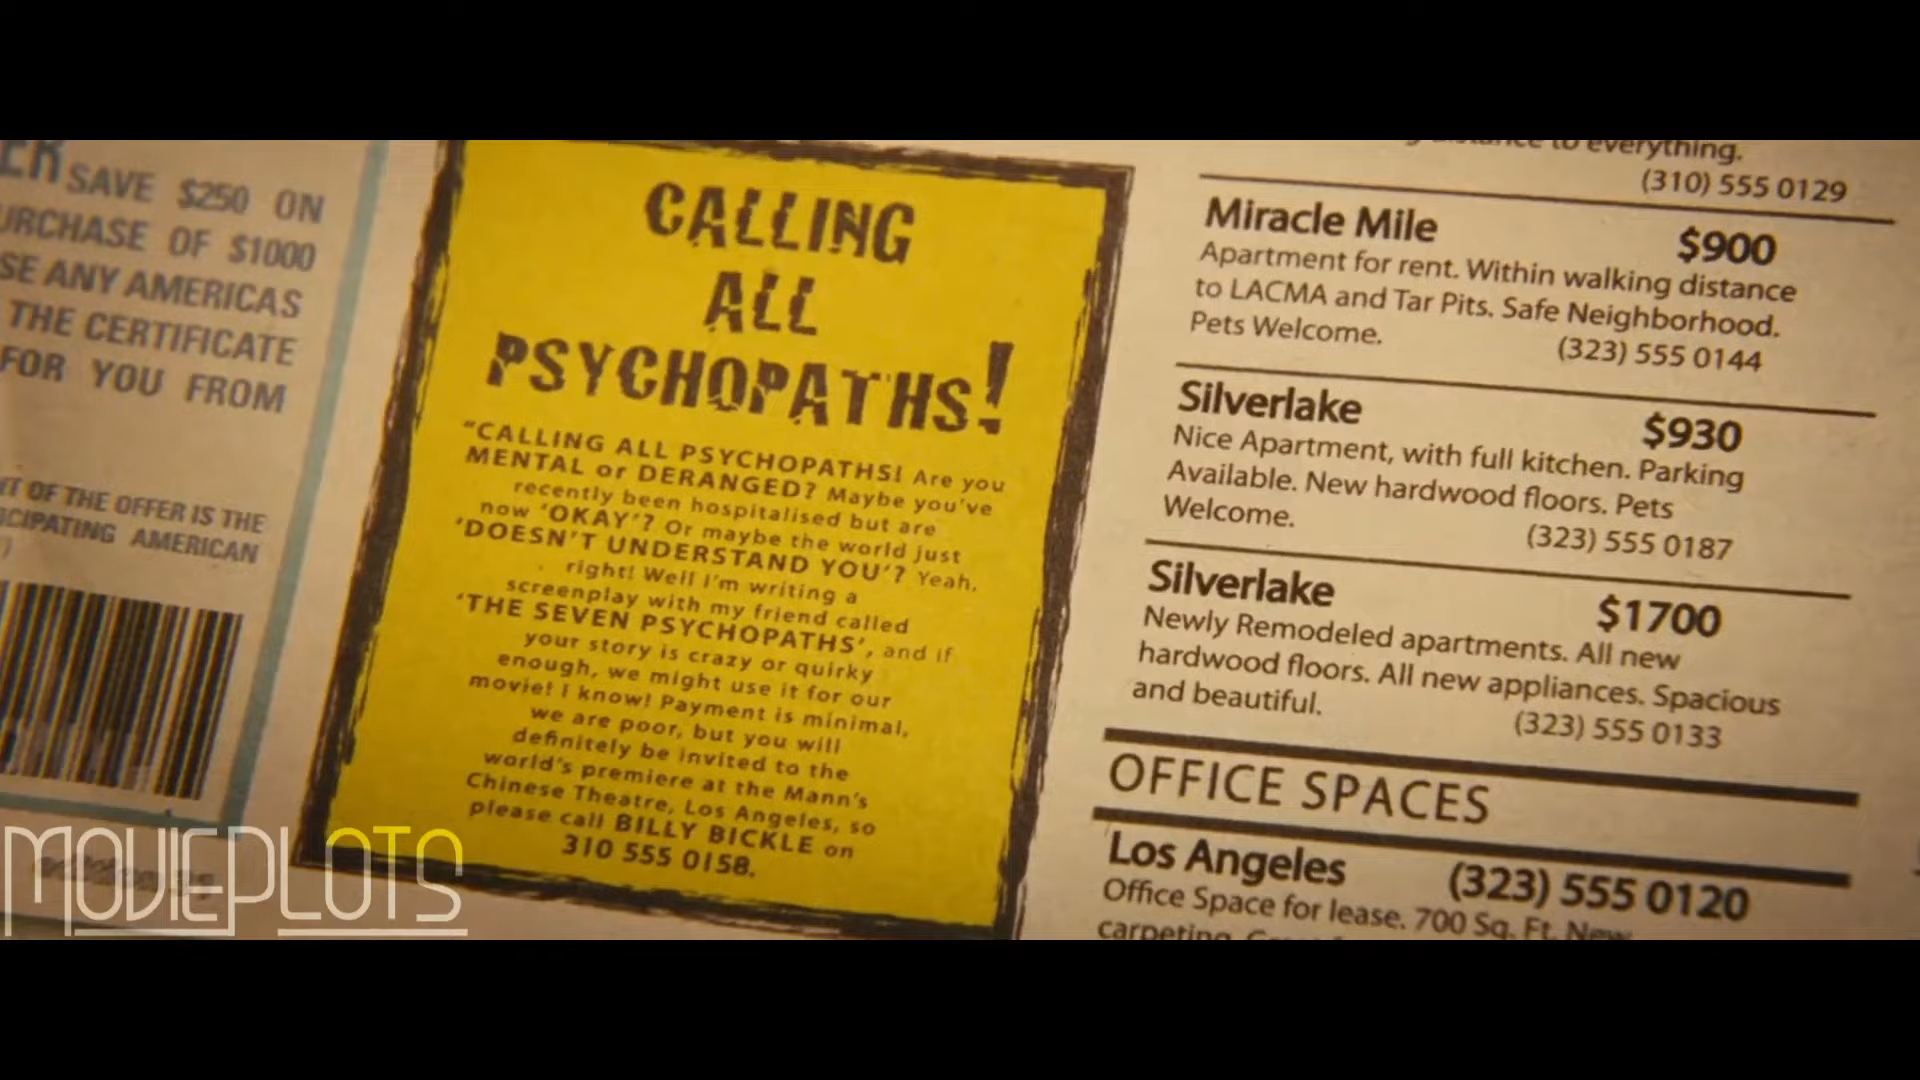 SAVE $250 ON
PURCHASE OF $1000
ANY AMERICAS
THE CERTIFICATE
FOR YOU FROM
OF THE OFFER IS THE
AMERICAN
CALLING
ALL
PSYCHOPATHS!
"CALLING ALL PSYCHOPATHS! Are you
MENTAL or DERANGED? Maybe you've
recently been hospitalised but are
now 'OKAY'? Or maybe the world just
'DOESN'T UNDERSTAND YOU'? Yeah,
right! Well I'm writing a
screenplay with my friend called
'THE SEVEN PSYCHOPATHS', and if
your story is crazy or quirky
enough, we might use it for our
movie! I know! Payment is minimal,
we are poor, but you will
definitely be invited to the
world's premiere at the Mann's
Chinese Theatre, Los Angeles, so
please call BILLY BICKLE on
310 555 0158.
to everything.
(310) 555 0129
Miracle Mile $900
Apartment for rent. Within walking distance
to LACMA and Tar Pits. Safe Neighborhood.
Pets Welcome. (323) 555 0144
Silverlake $930
Nice Apartment, with full kitchen. Parking
Available. New hardwood floors. Pets
Welcome. (323) 555 0187
Silverlake $1700
Newly Remodeled apartments. All new
hardwood floors. All new appliances. Spacious
and beautiful. (323) 555 0133
OFFICE SPACES
Los Angeles (323) 555 0120
Office Space for lease. 700 Sq. Ft. New
carpeting.
MOVIEPLOTS